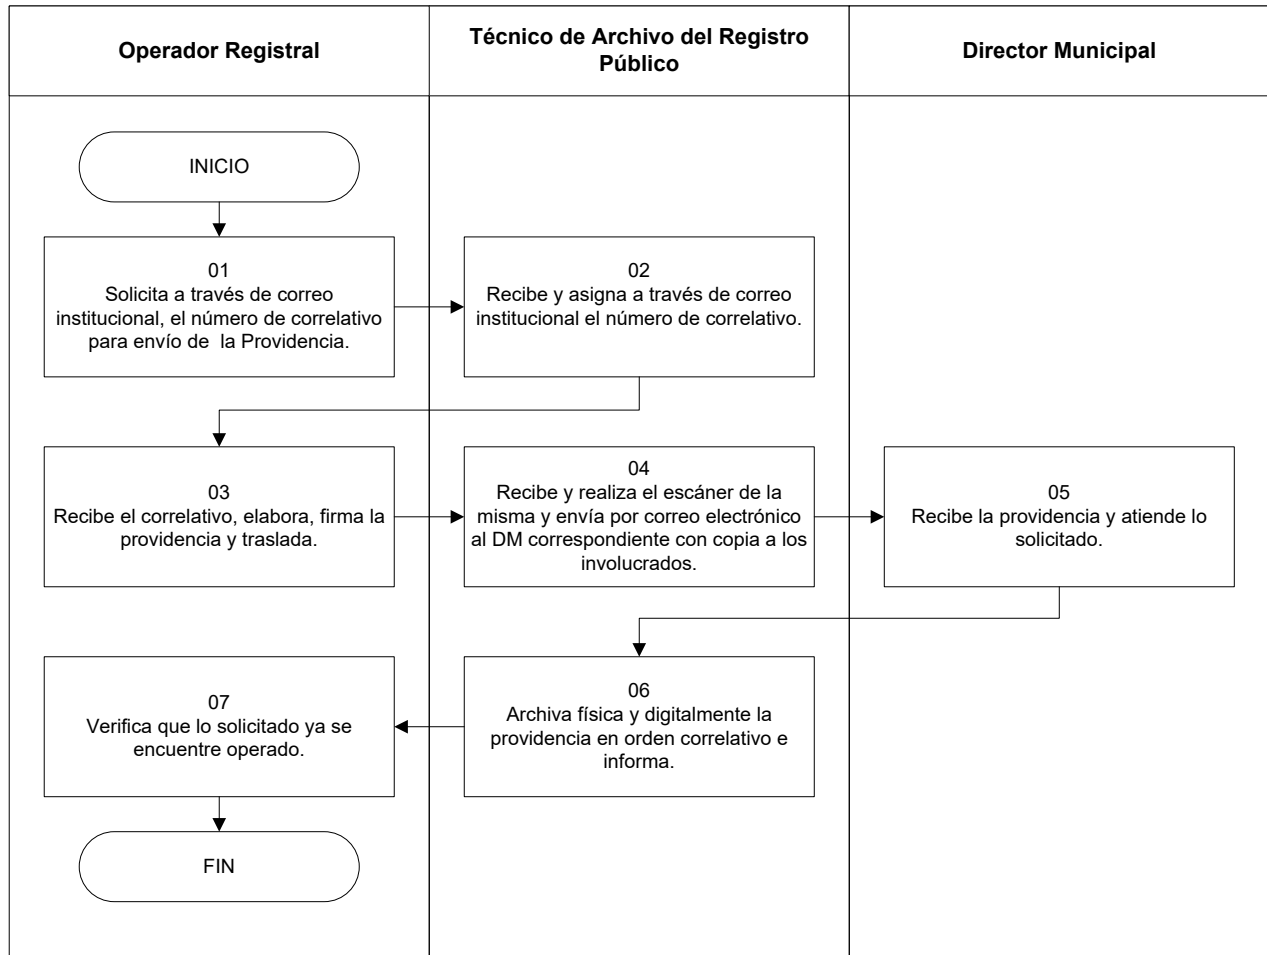 Operador Registral
Técnico de Archivo del Registro
Público
Director Municipal
INICIO
01
Solicita a través de correo
institucional, el número de correlativo
para envío de  la Providencia.
02
Recibe y asigna a través de correo
institucional el número de correlativo.
03
Recibe el correlativo, elabora, firma la
providencia y traslada.
04
Recibe y realiza el escáner de la
misma y envía por correo electrónico
al DM correspondiente con copia a los
involucrados.
05
Recibe la providencia y atiende lo
solicitado.
06
Archiva física y digitalmente la
providencia en orden correlativo e
informa.
07
Verifica que lo solicitado ya se
encuentre operado.
FIN